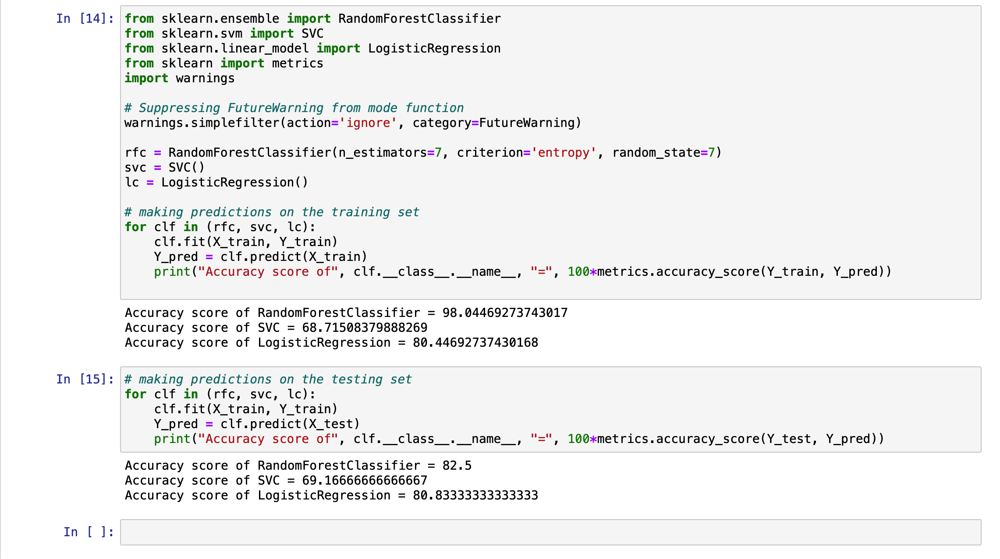 In [14]:
from sklearn.ensemble import RandomForestClassifier
from sklearn.svm import SVC
from sklearn.linear_model import LogisticRegression
from sklearn import metrics
import warnings
# Suppressing FutureWarning from mode function
warnings.simplefilter(action='ignore', category=FutureWarning)
rfc = RandomForestClassifier(n_estimators=7, criterion='entropy', random_state=7)
svc = SVC()
lc = LogisticRegression()
# making predictions on the training set
for clf in (rfc, svc, lc):
    clf.fit(X_train, Y_train)
    Y_pred = clf.predict(X_train)
    print("Accuracy score of", clf.__class__.__name__, "=", 100*metrics.accuracy_score(Y_train, Y_pred))
Accuracy score of RandomForestClassifier = 98.04469273743017
Accuracy score of SVC = 68.71508379888269
Accuracy score of LogisticRegression = 80.44692737430168
In [15]:
# making predictions on the testing set
for clf in (rfc, svc, lc):
    clf.fit(X_train, Y_train)
    Y_pred = clf.predict(X_test)
    print("Accuracy score of", clf.__class__.__name__, "=", 100*metrics.accuracy_score(Y_test, Y_pred))
Accuracy score of RandomForestClassifier = 82.5
Accuracy score of SVC = 69.16666666666667
Accuracy score of LogisticRegression = 80.83333333333333
In [ ]: